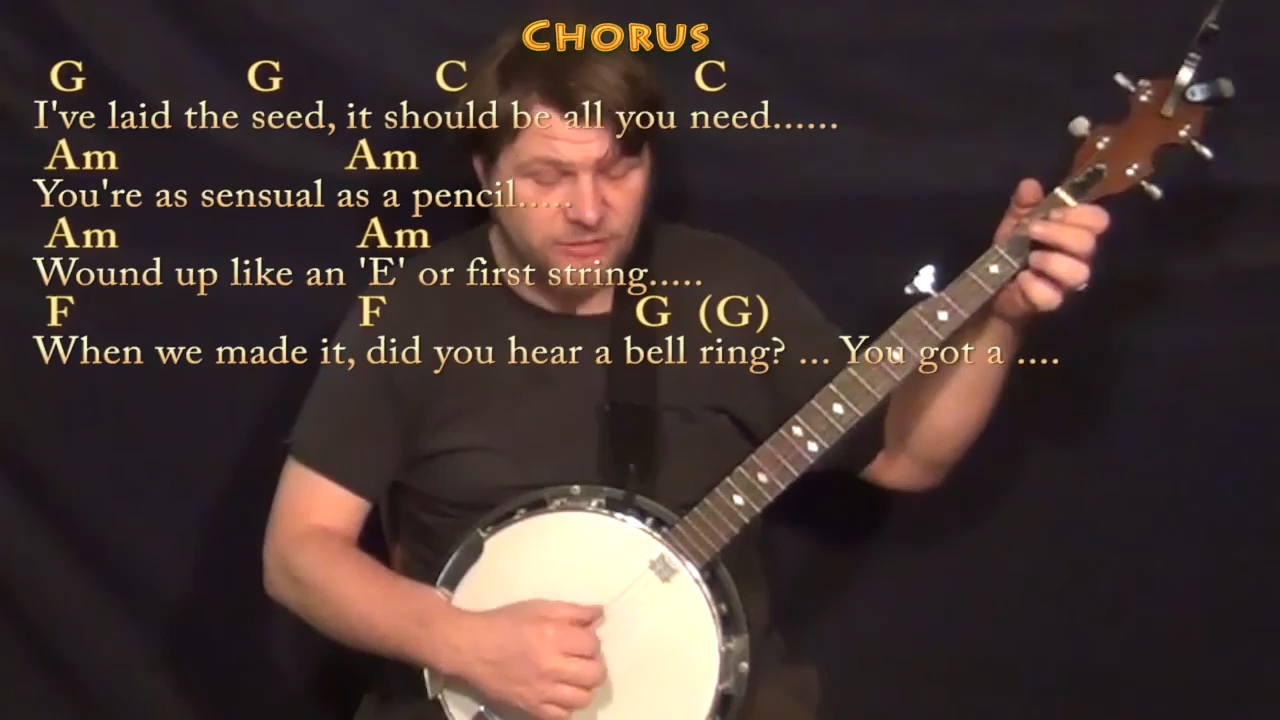 CHORUS
G G C C
I've laid the seed, it should be all you need......
Am Am
You're as sensual as a pencil.....
Am Am
Wound up like an 'E' or first string.....
F F G (G)
When we made it, did you hear a bell ring? ... You got a ....